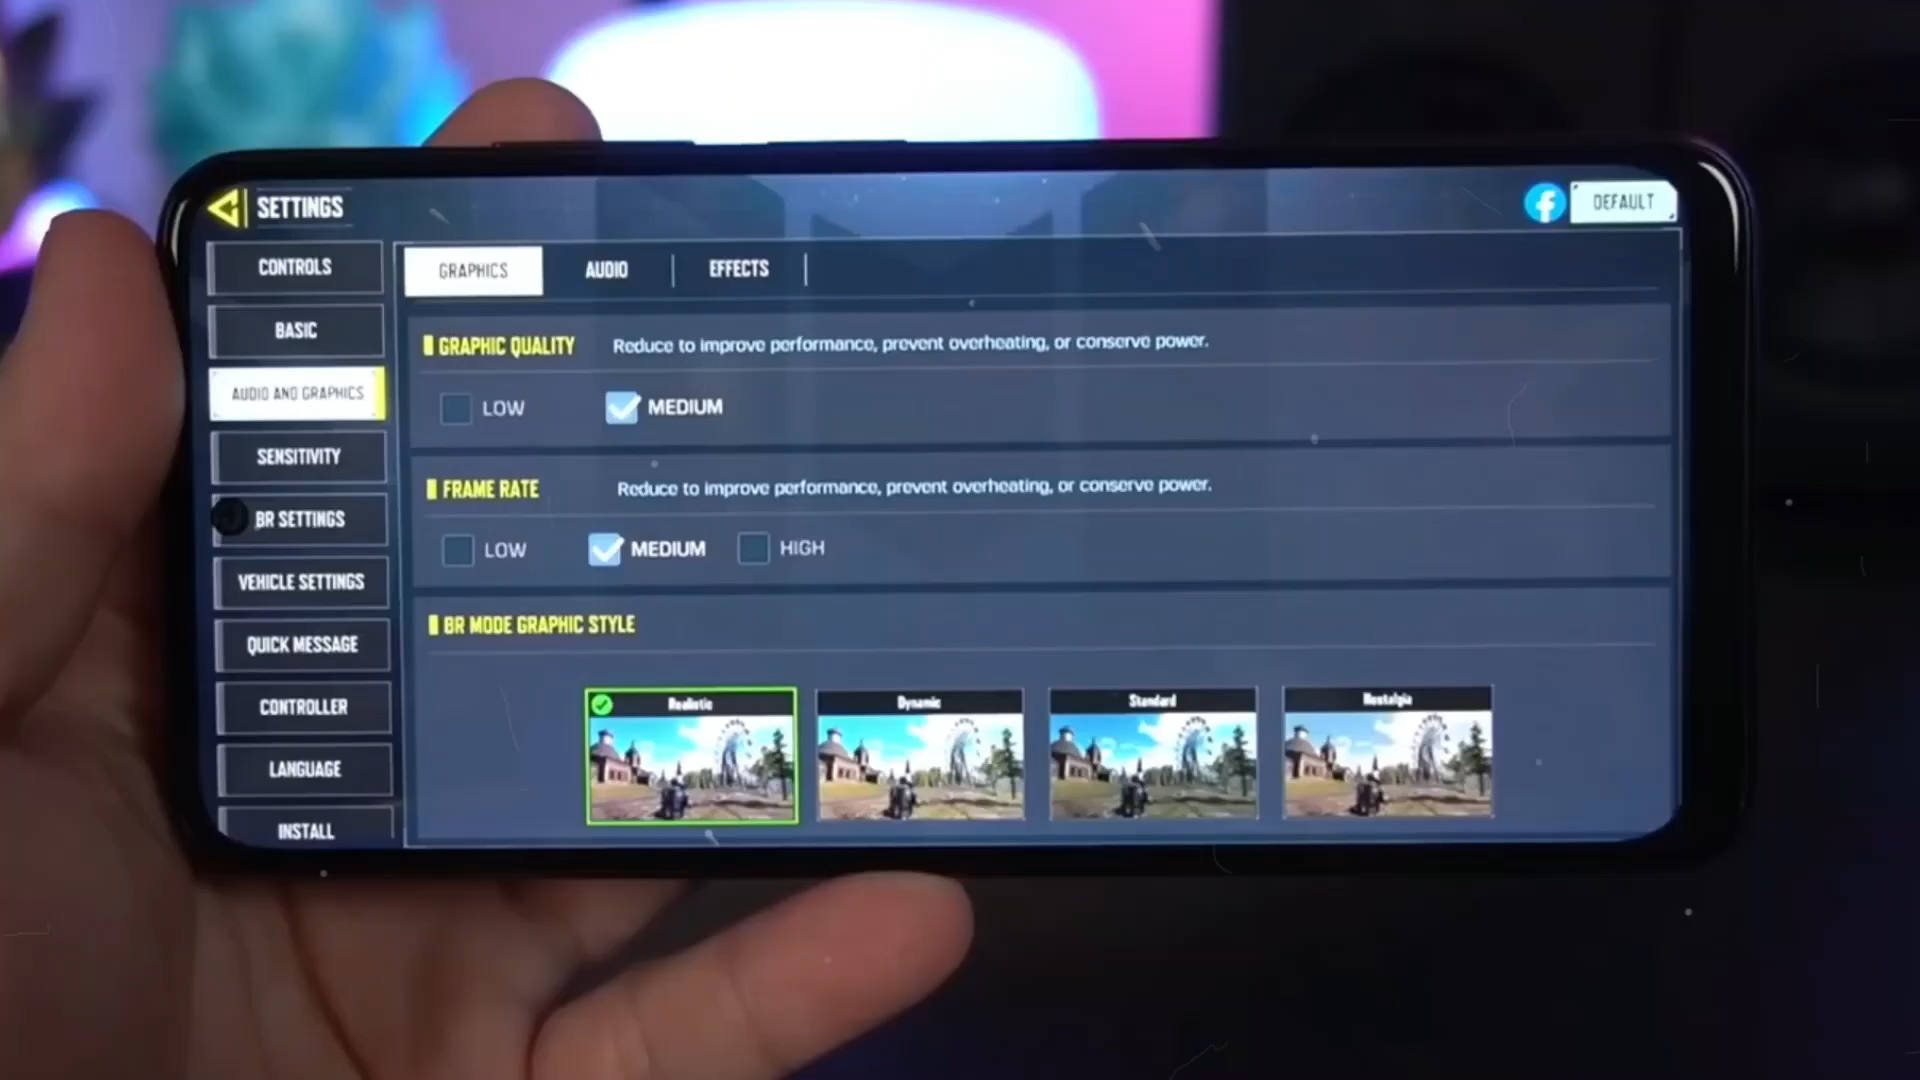 SETTINGS
DEFAULT
CONTROLS
BASIC
AUDIO AND GRAPHICS
SENSITIVITY
BR SETTINGS
VEHICLE SETTINGS
QUICK MESSAGE
CONTROLLER
LANGUAGE
INSTALL
GRAPHICS
AUDIO
EFFECTS
GRAPHIC QUALITY
Reduce to improve performance, prevent overheating, or conserve power.
LOW
MEDIUM
FRAME RATE
Reduce to improve performance, prevent overheating, or conserve power.
LOW
MEDIUM
HIGH
BR MODE GRAPHIC STYLE
Realistic
Dynamic
Standard
Nostalgia